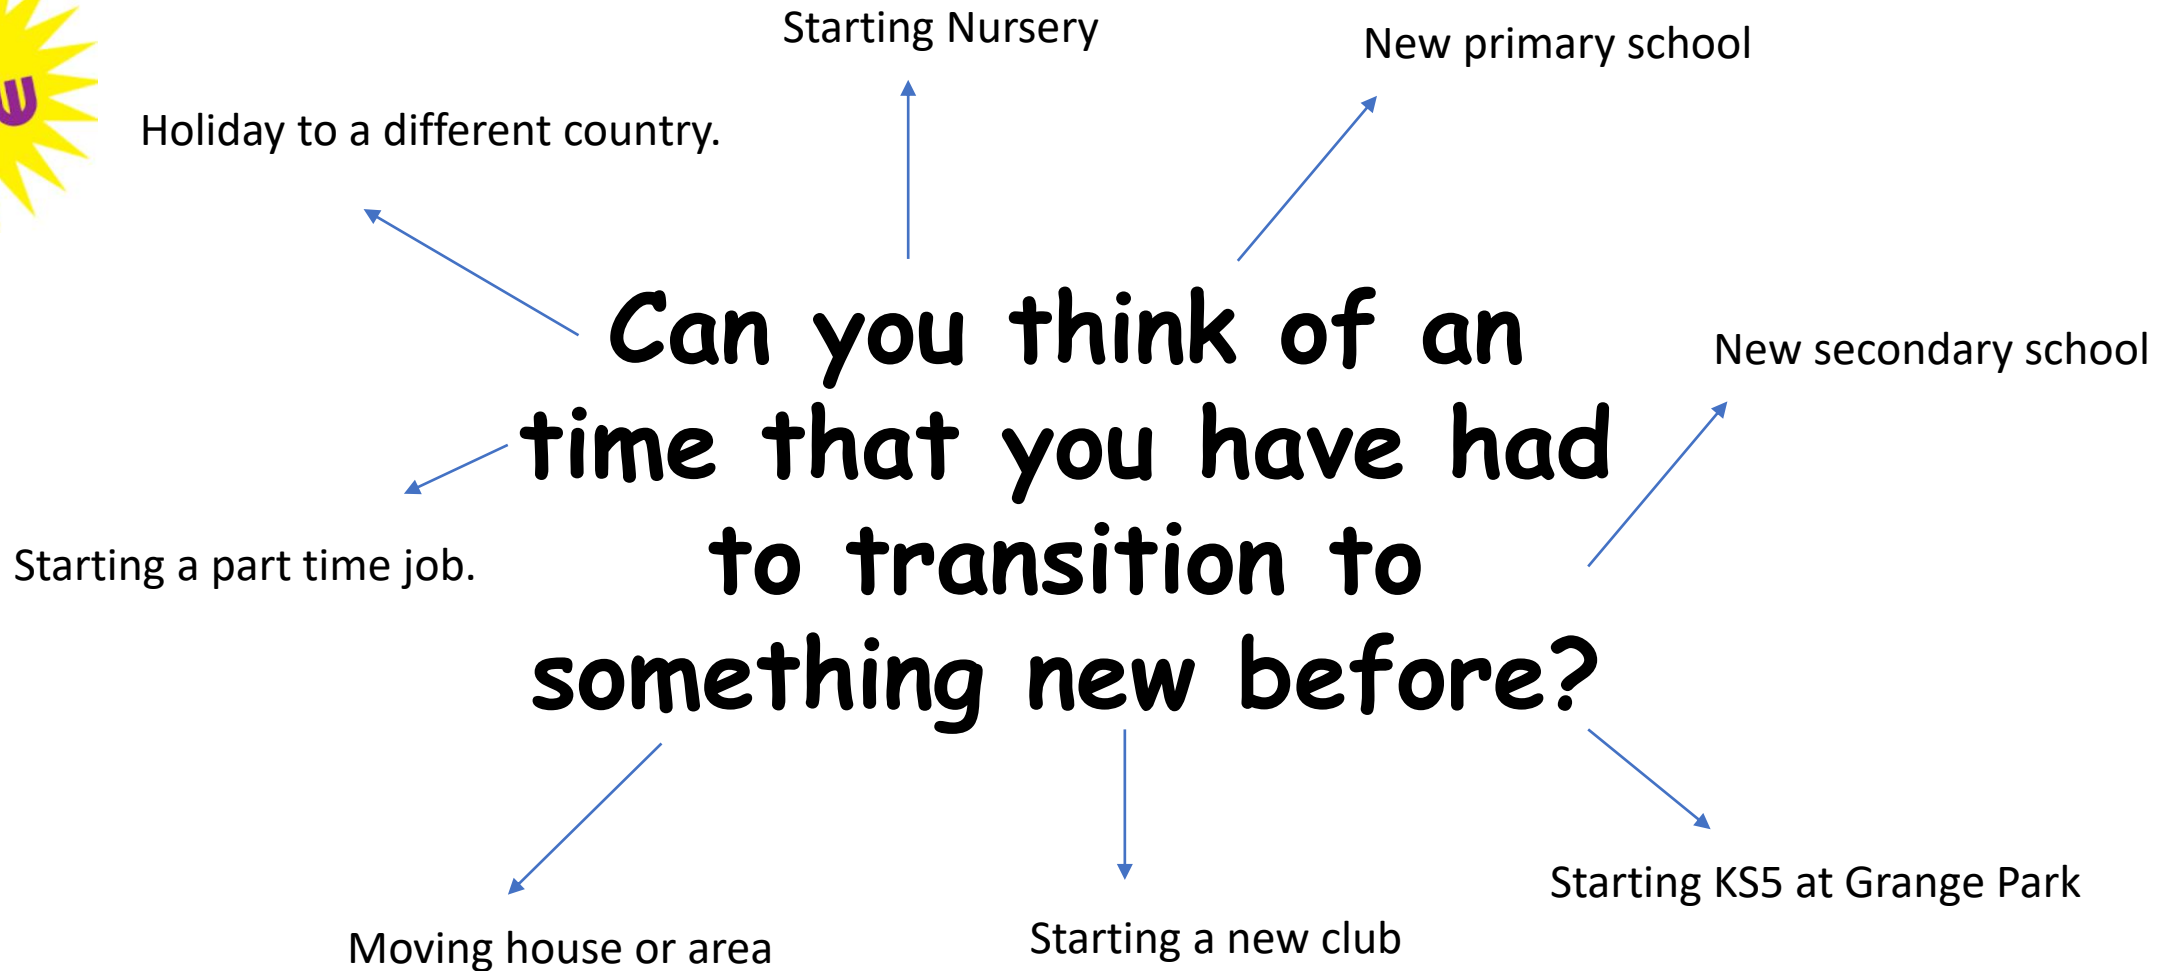 Starting Nursery
New primary school
Holiday to a different country.
Can you think of an
time that you have had
to transition to
something new before?
New secondary school
Starting a part time job.
Starting KS5 at Grange Park
Starting a new club
Moving house or area